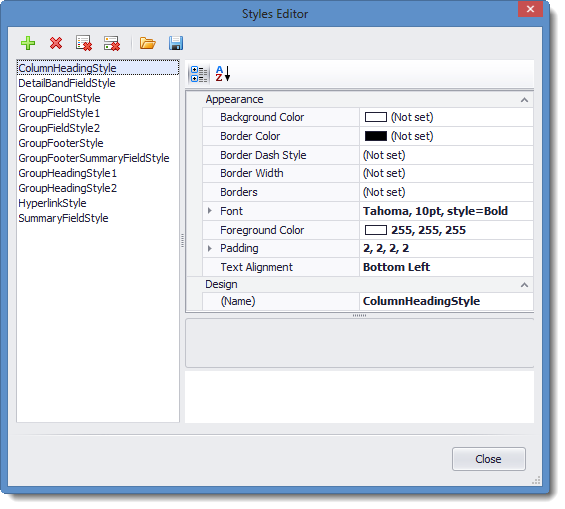 Styles Editor
ColumnHeadingStyle
DetailBandFieldStyle
GroupCountStyle
GroupFieldStyle1
GroupFieldStyle2
GroupFooterStyle
GroupFooterSummaryFieldStyle
GroupHeadingStyle1
GroupHeadingStyle2
HyperlinkStyle
SummaryFieldStyle
Appearance
Background Color (Not set)
Border Color (Not set)
Border Dash Style (Not set)
Border Width (Not set)
Borders (Not set)
Font Tahoma, 10pt, style=Bold
Foreground Color 255, 255, 255
Padding 2, 2, 2, 2
Text Alignment Bottom Left
Design
(Name) ColumnHeadingStyle
Close